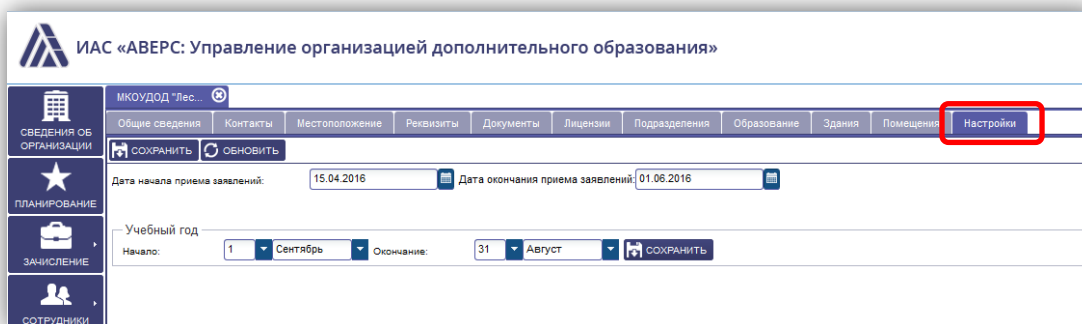 ИАС «АВЕРС: Управление организацией дополнительного образования»
МКОУДОД "Лес...
Общие сведения Контакты Местоположение Реквизиты Документы Лицензии Подразделения Образование Здания Помещения Настройки
СВЕДЕНИЯ ОБ ОРГАНИЗАЦИИ
СОХРАНИТЬ ОБНОВИТЬ
Дата начала приема заявлений: 15.04.2016 Дата окончания приема заявлений: 01.06.2016
ПЛАНИРОВАНИЕ
Учебный год
Начало: 1 Сентябрь Окончание: 31 Август СОХРАНИТЬ
ЗАЧИСЛЕНИЕ
СОТРУДНИКИ